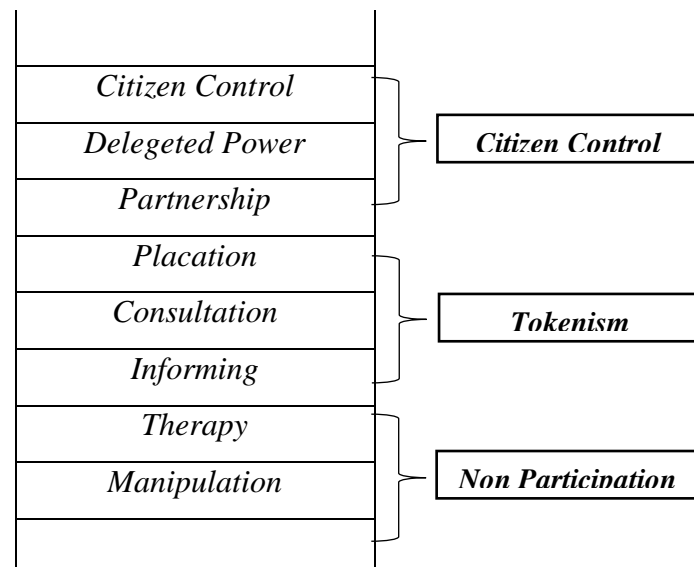 Citizen Control
Delegeted Power
Partnership
Placation
Consultation
Informing
Therapy
Manipulation
Citizen Control
Tokenism
Non Participation